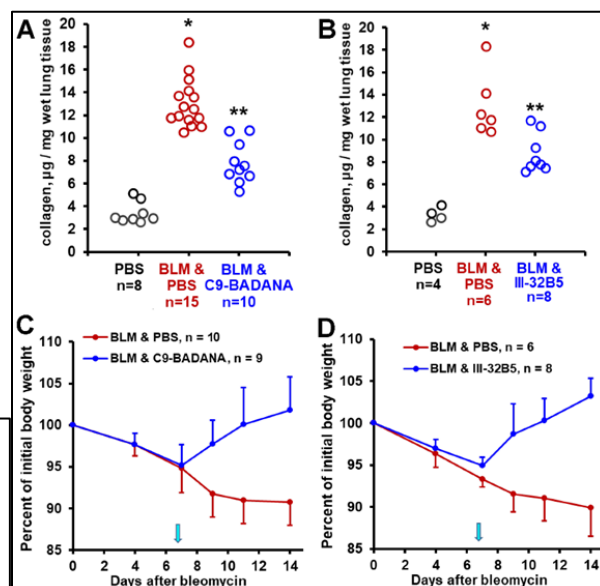 A
B
collagen, µg / mg wet lung tissue
20
18
16
14
12
10
8
6
4
2
0
*
**
PBS
n=8
BLM &
PBS
n=15
BLM &
C9-BADANA
n=10
collagen, µg / mg wet lung tissue
20
18
16
14
12
10
8
6
4
2
0
*
**
PBS
n=4
BLM &
PBS
n=6
BLM &
III-32B5
n=8
C
Percent of initial body weight
110
105
100
95
90
85
BLM & PBS, n = 10
BLM & C9-BADANA, n = 9
0 2 4 6 8 10 12 14
Days after bleomycin
D
Percent of initial body weight
110
105
100
95
90
85
BLM & PBS, n = 6
BLM & III-32B5, n = 8
0 2 4 6 8 10 12 14
Days after bleomycin